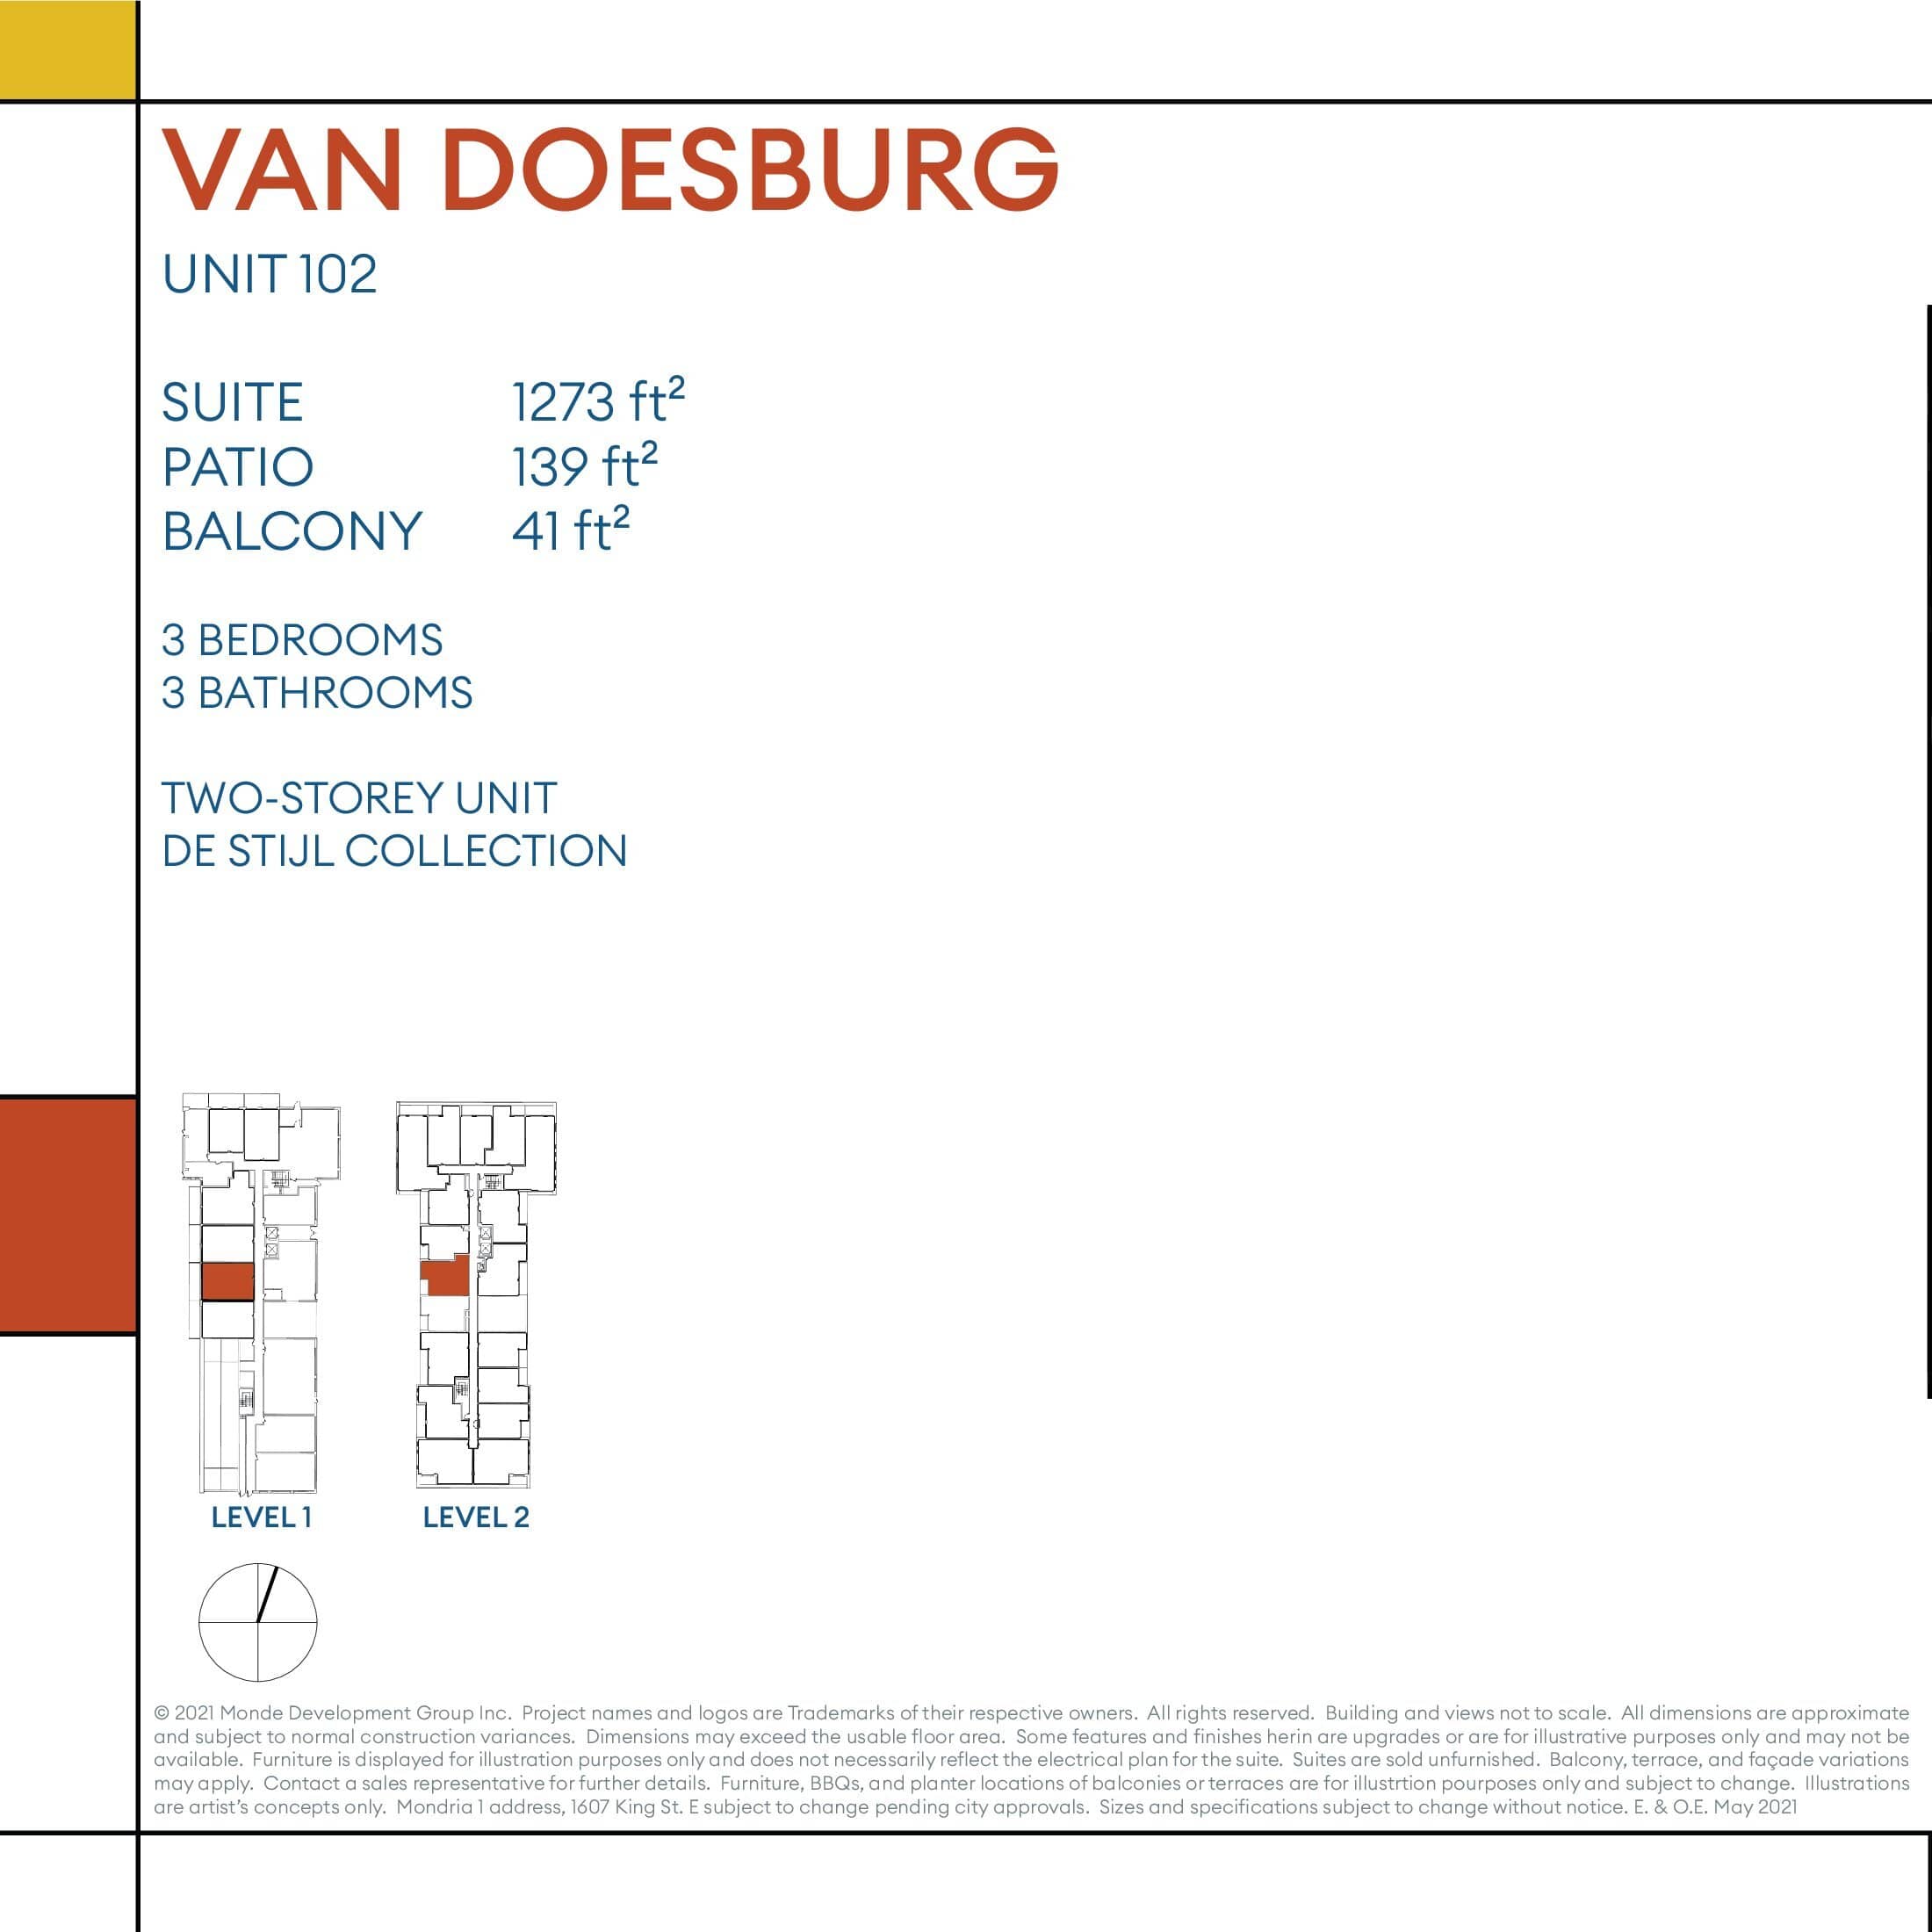 VAN DOESBURG
UNIT 102
SUITE 1273 ft²
PATIO 139 ft²
BALCONY 41 ft²
3 BEDROOMS
3 BATHROOMS
TWO-STOREY UNIT
DE STIJL COLLECTION
LEVEL 1 LEVEL 2
© 2021 Monde Development Group Inc. Project names and logos are Trademarks of their respective owners. All rights reserved. Building and views not to scale. All dimensions are approximate
and subject to normal construction variances. Dimensions may exceed the usable floor area. Some features and finishes herin are upgrades or are for illustrative purposes only and may not be
available. Furniture is displayed for illustration purposes only and does not necessarily reflect the electrical plan for the suite. Suites are sold unfurnished. Balcony, terrace, and façade variations
may apply. Contact a sales representative for further details. Furniture, BBQs, and planter locations of balconies or terraces are for illustrtion pourposes only and subject to change. Illustrations
are artist's concepts only. Mondria 1 address, 1607 King St. E subject to change pending city approvals. Sizes and specifications subject to change without notice. E. & O.E. May 2021